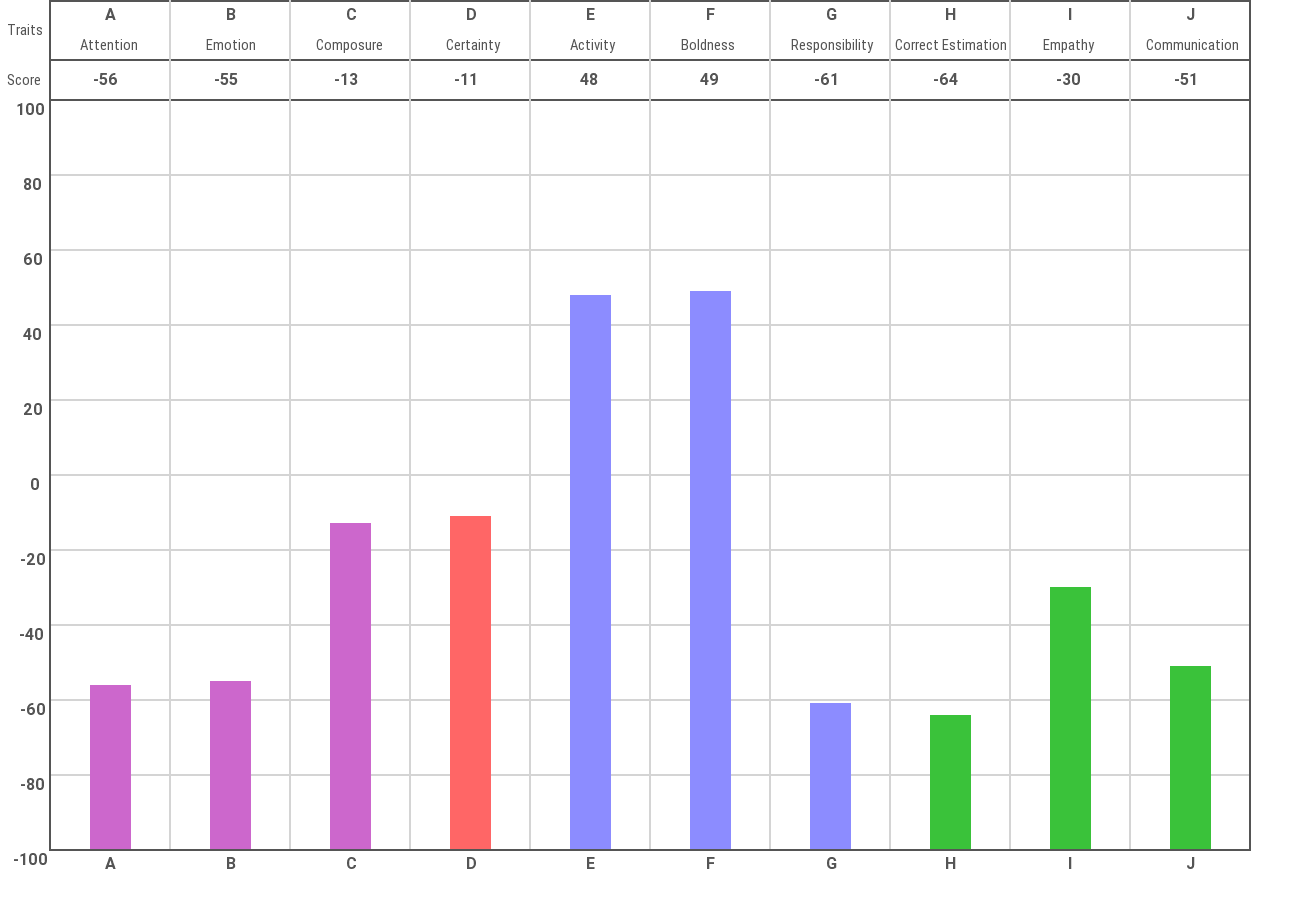 A B C D E F G H I J
Traits
Attention Emotion Composure Certainty Activity Boldness Responsibility Correct Estimation Empathy Communication
Score -56 -55 -13 -11 48 49 -61 -64 -30 -51
100
80
60
40
20
0
-20
-40
-60
-80
-100
A B C D E F G H I J